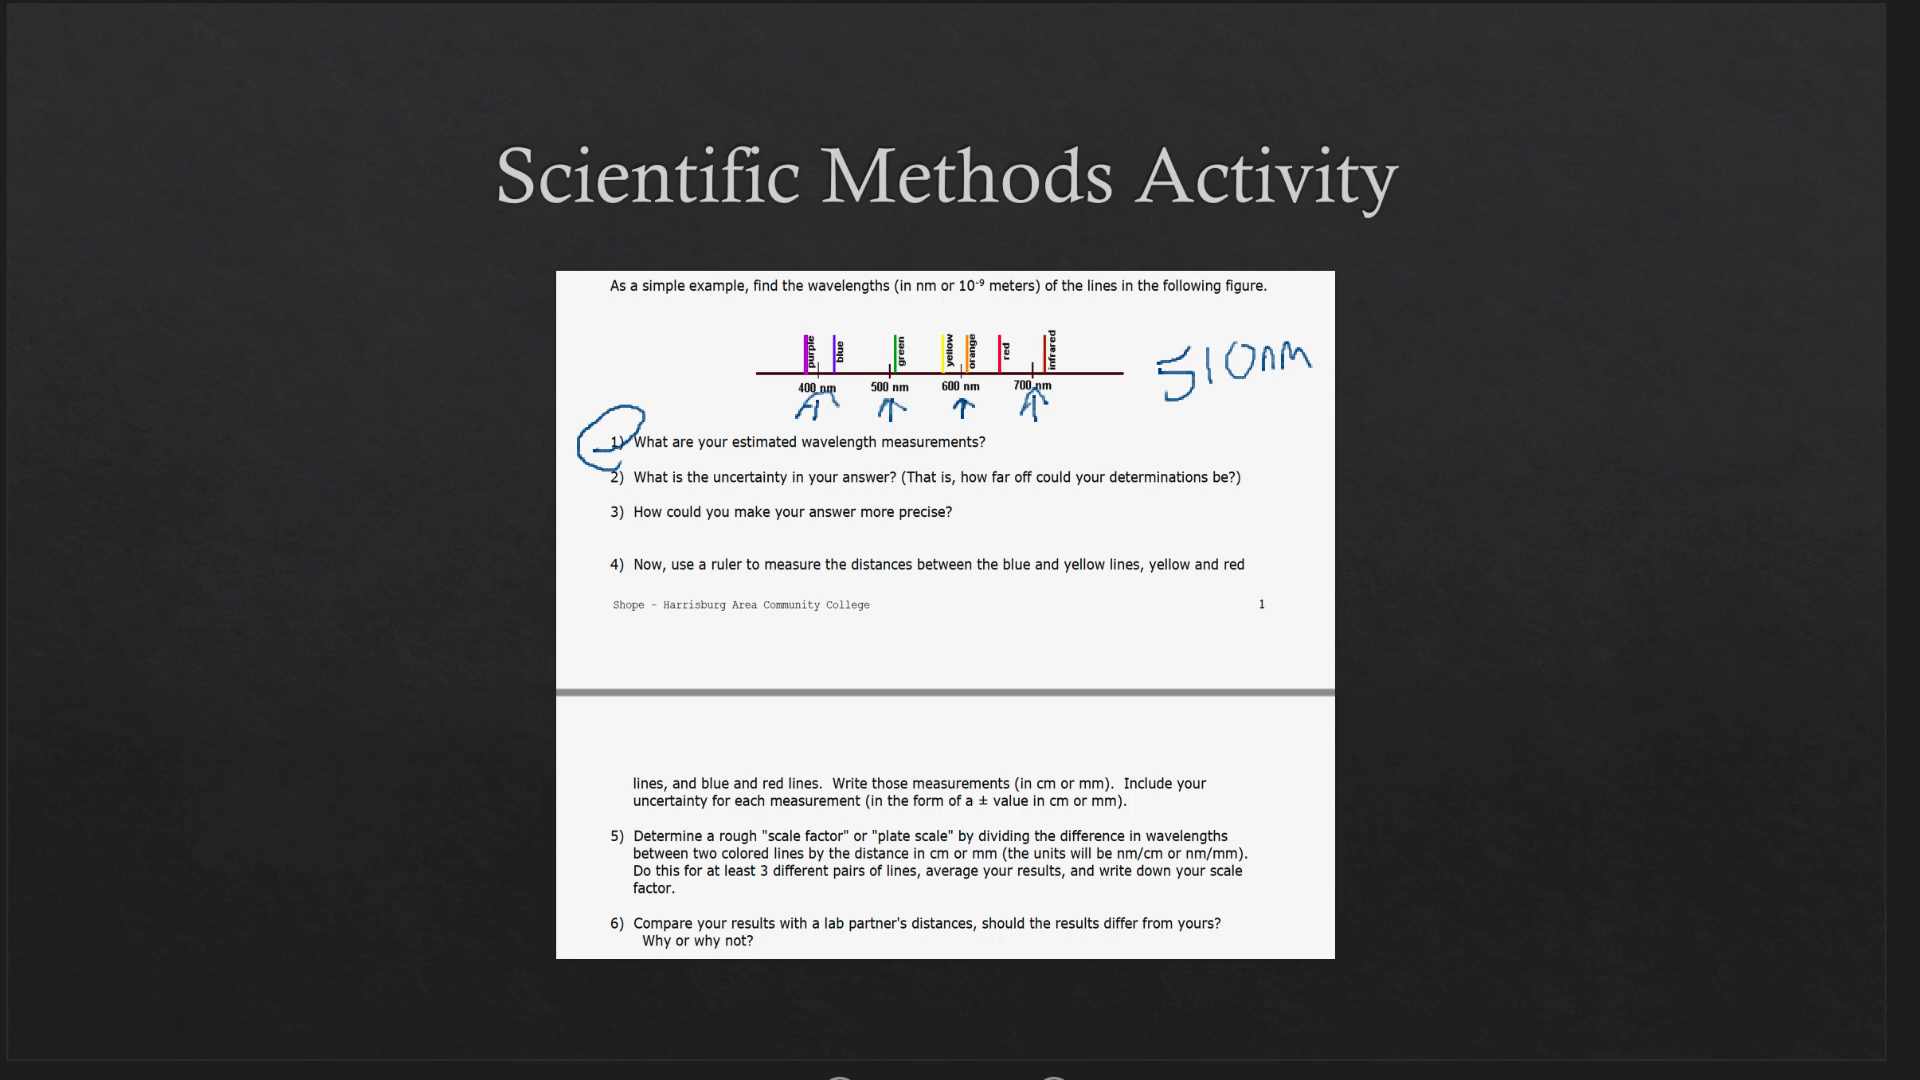 Scientific Methods Activity
As a simple example, find the wavelengths (in nm or 10⁻⁹ meters) of the lines in the following figure.
purple blue green yellow orange red infrared
510nm
400 nm 500 nm 600 nm 700 nm
1) What are your estimated wavelength measurements?
2) What is the uncertainty in your answer? (That is, how far off could your determinations be?)
3) How could you make your answer more precise?
4) Now, use a ruler to measure the distances between the blue and yellow lines, yellow and red
Shope - Harrisburg Area Community College 1
lines, and blue and red lines. Write those measurements (in cm or mm). Include your
uncertainty for each measurement (in the form of a ± value in cm or mm).
5) Determine a rough "scale factor" or "plate scale" by dividing the difference in wavelengths
between two colored lines by the distance in cm or mm (the units will be nm/cm or nm/mm).
Do this for at least 3 different pairs of lines, average your results, and write down your scale
factor.
6) Compare your results with a lab partner's distances, should the results differ from yours?
Why or why not?